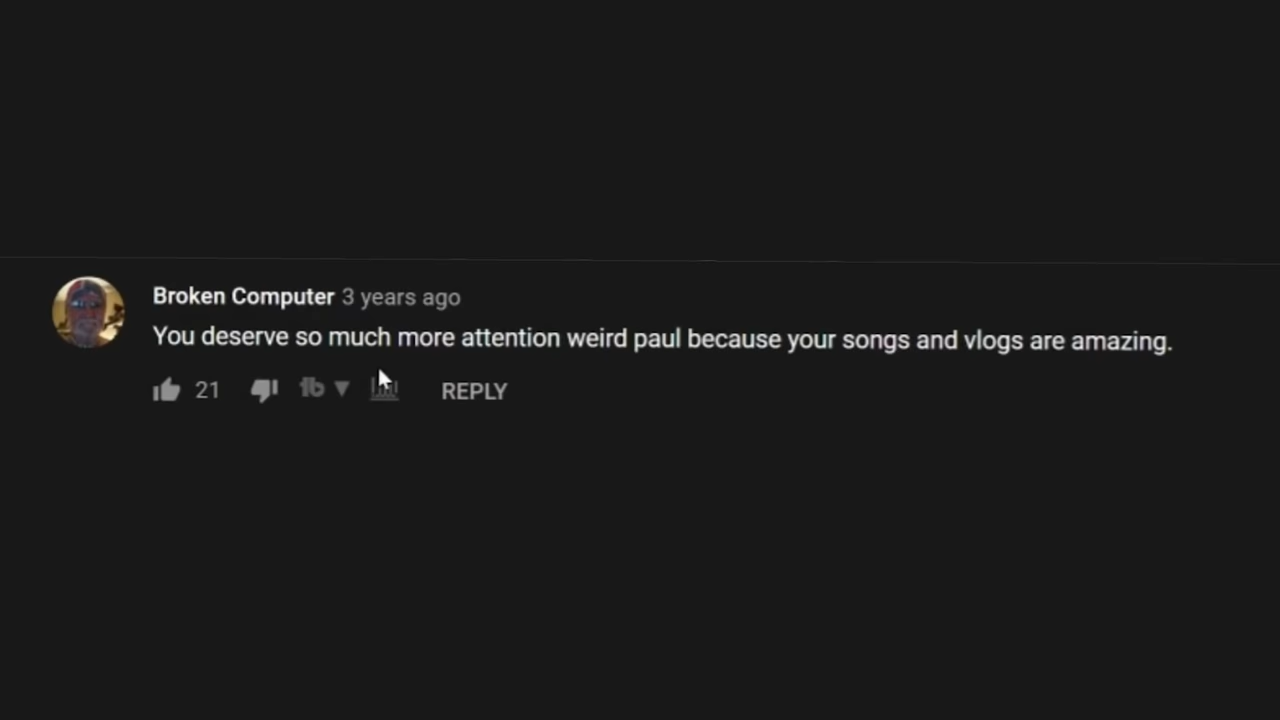 Broken Computer 3 years ago
You deserve so much more attention weird paul because your songs and vlogs are amazing.
21 tb REPLY